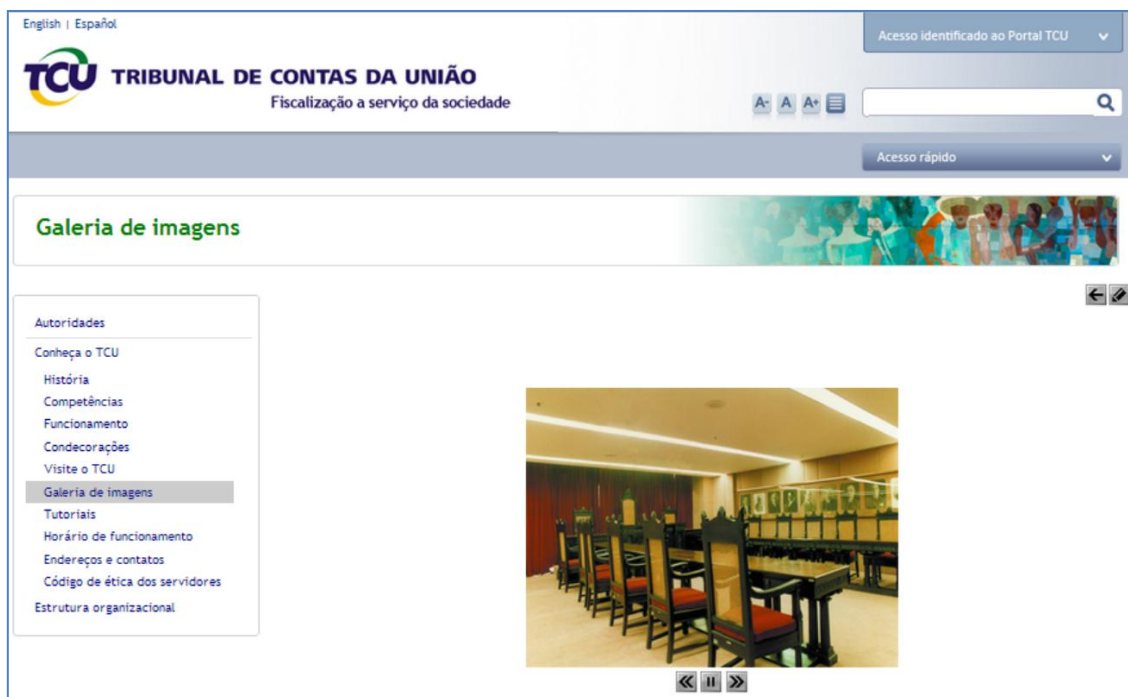 English | Español
Acesso identificado ao Portal TCU
TCU TRIBUNAL DE CONTAS DA UNIÃO
Fiscalização a serviço da sociedade
A- A A+
Acesso rápido
Galeria de imagens
Autoridades
Conheça o TCU
História
Competências
Funcionamento
Condecorações
Visite o TCU
Galeria de imagens
Tutoriais
Horário de funcionamento
Endereços e contatos
Código de ética dos servidores
Estrutura organizacional